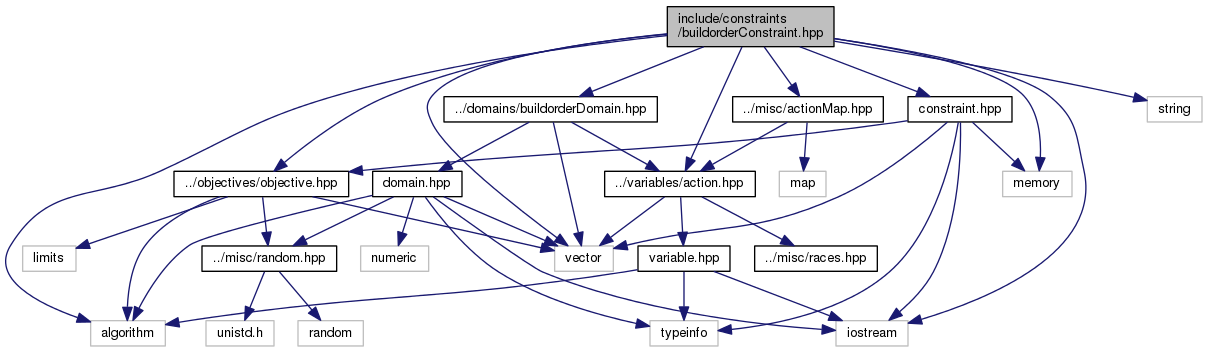 include/constraints
/buildorderConstraint.hpp
../domains/buildorderDomain.hpp
../misc/actionMap.hpp
constraint.hpp
string
../objectives/objective.hpp
domain.hpp
../variables/action.hpp
map
memory
limits
../misc/random.hpp
numeric
vector
variable.hpp
../misc/races.hpp
algorithm
unistd.h
random
typeinfo
iostream